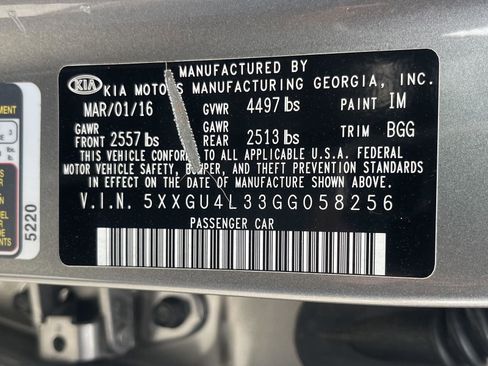 MANUFACTURED BY
KIA KIA MOTORS MANUFACTURING GEORGIA, INC.
MAR/01/16 GVWR 4497 lbs PAINT IM
GAWR FRONT 2557 lbs GAWR REAR 2513 lbs TRIM BGG
THIS VEHICLE CONFORMS TO ALL APPLICABLE U.S.A. FEDERAL
MOTOR VEHICLE SAFETY, BUMPER, AND THEFT PREVENTION STANDARDS
IN EFFECT ON THE DATE OF MANUFACTURE SHOWN ABOVE.
V.I.N. 5XXGU4L33GG058256
PASSENGER CAR
5220